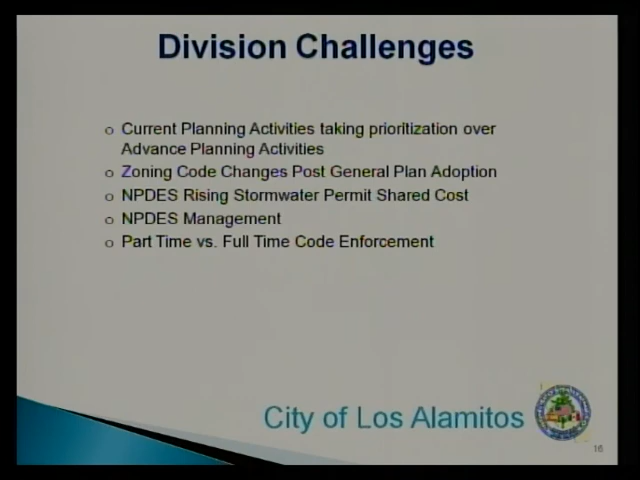 Division Challenges
o Current Planning Activities taking prioritization over
Advance Planning Activities
o Zoning Code Changes Post General Plan Adoption
o NPDES Rising Stormwater Permit Shared Cost
o NPDES Management
o Part Time vs. Full Time Code Enforcement
City of Los Alamitos
16